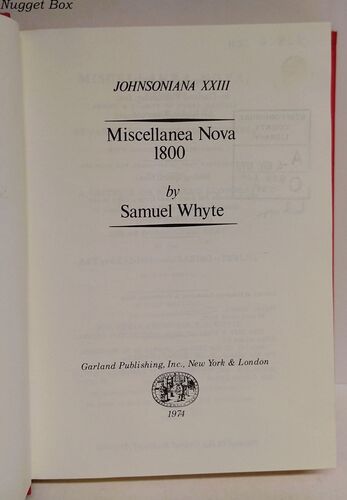 Nugget Box
JOHNSONIANA XXIII
Miscellanea Nova
1800
by
Samuel Whyte
Garland Publishing, Inc., New York & London
1974